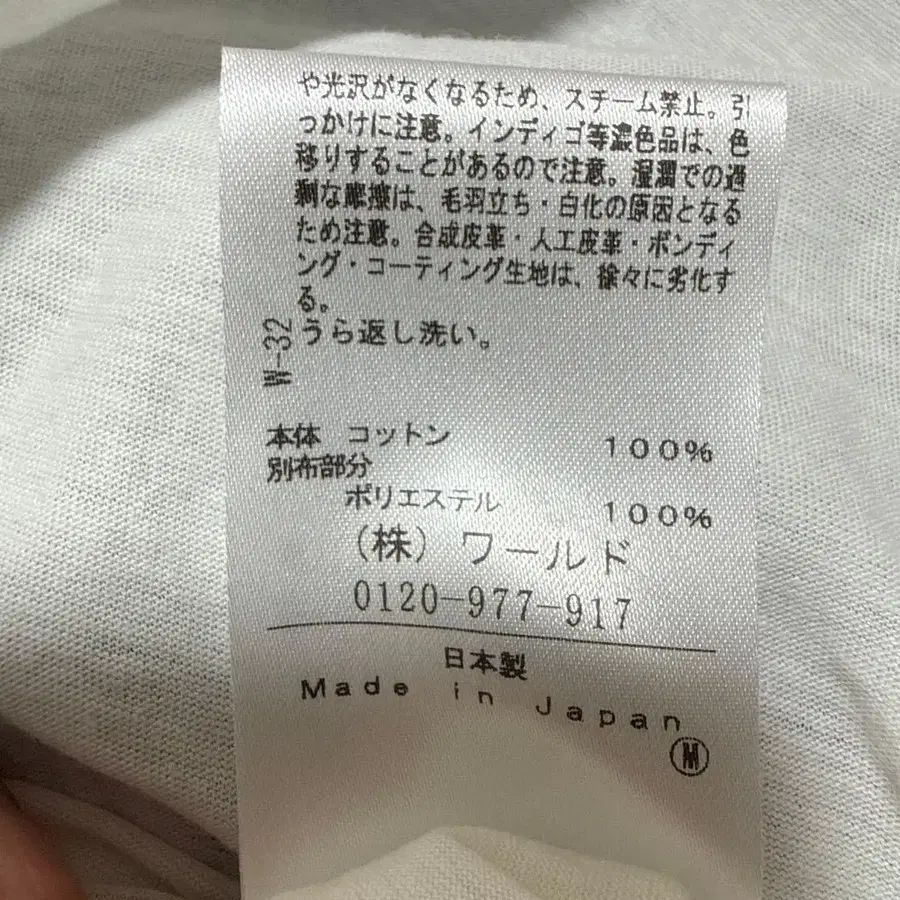 や光沢がなくなるため、スチーム禁止。引
っかけに注意。インディゴ等濃色品は、色
移りすることがあるので注意。湿潤での過
剰な摩擦は、毛羽立ち・白化の原因となる
ため注意。合成皮革・人工皮革・ボンディ
ング・コーティング生地は、徐々に劣化す
る。
うら返し洗い。
W-32
本体 コットン 100%
別布部分
ポリエステル 100%
(株) ワールド
0120-977-917
日本製
Made in Japan
M